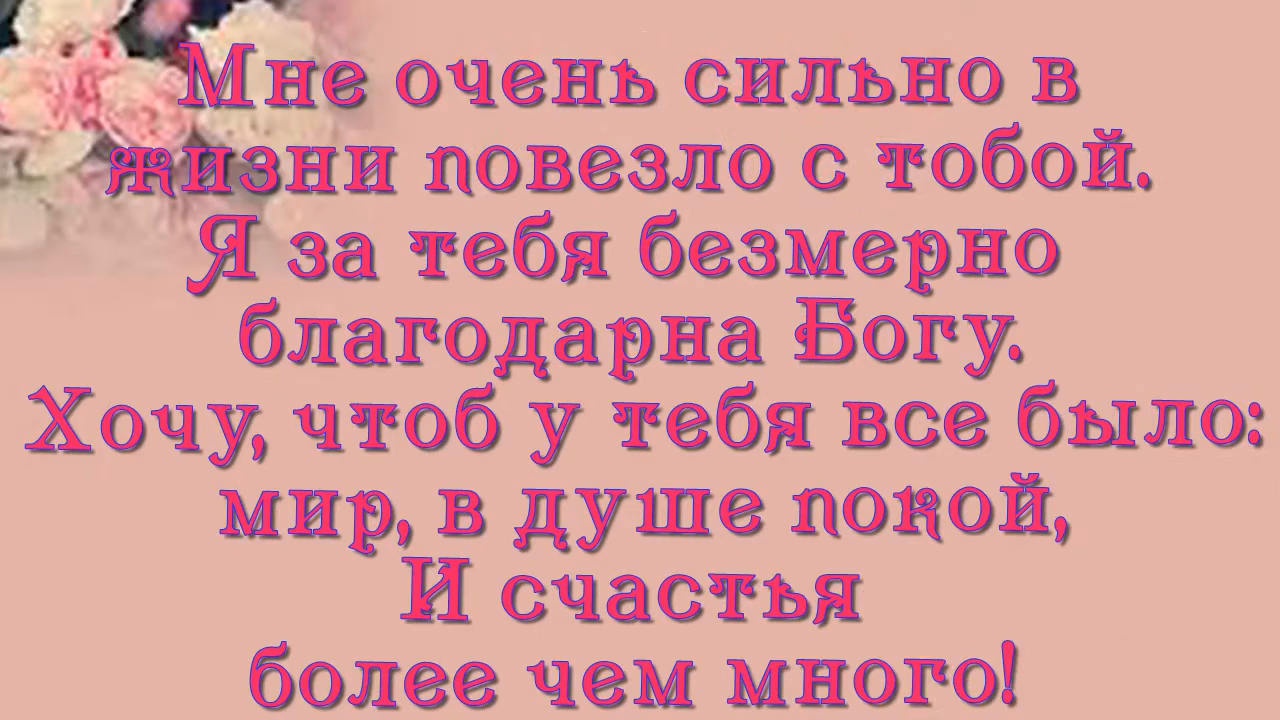 Мне очень сильно в
жизни повезло с тобой.
Я за тебя безмерно
благодарна Богу.
Хочу, чтоб у тебя все было:
мир, в душе покой,
И счастья
более чем много!